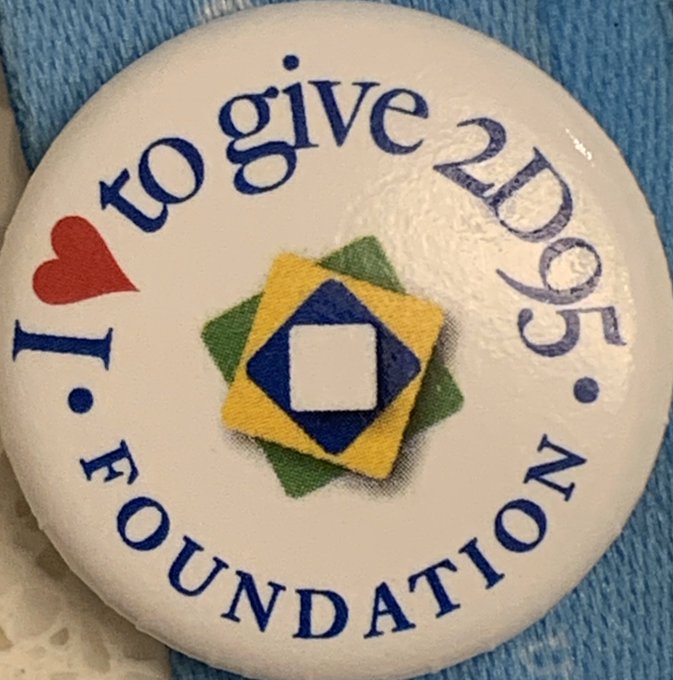 I ♥ to give 2D95
• FOUNDATION •